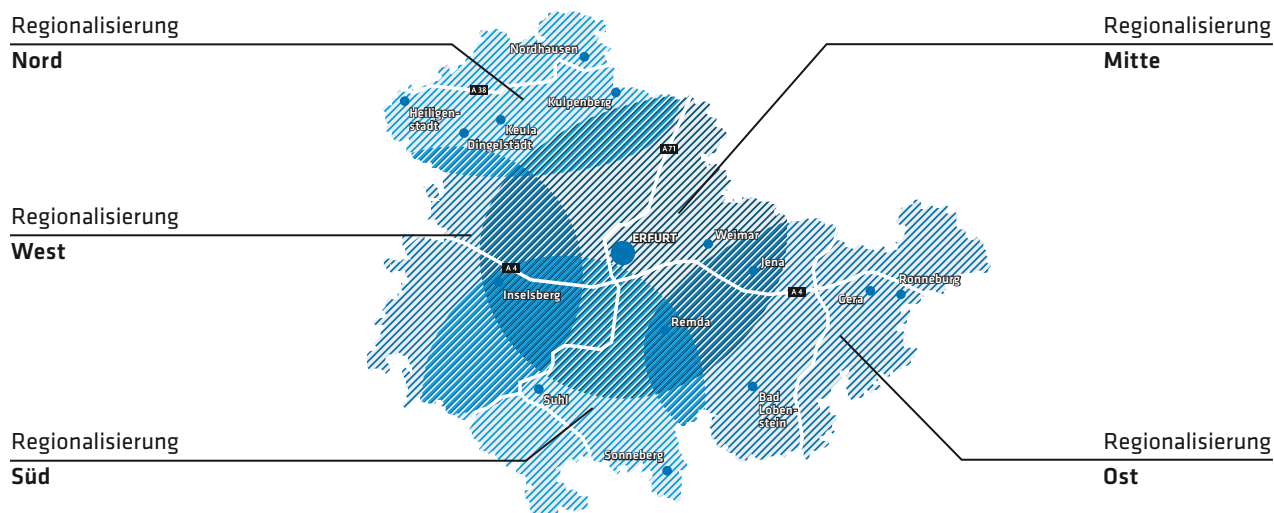 Regionalisierung
Nord
Regionalisierung
Mitte
Nordhausen
A 38
Kulpenberg
Heiligen-
stadt
Keula
Dingelstädt
A 71
Regionalisierung
West
ERFURT
Weimar
Jena
A 4
Inselsberg
A 4
Gera
Ronneburg
Remda
Suhl
Bad
Loben-
stein
Sonneberg
Regionalisierung
Süd
Regionalisierung
Ost